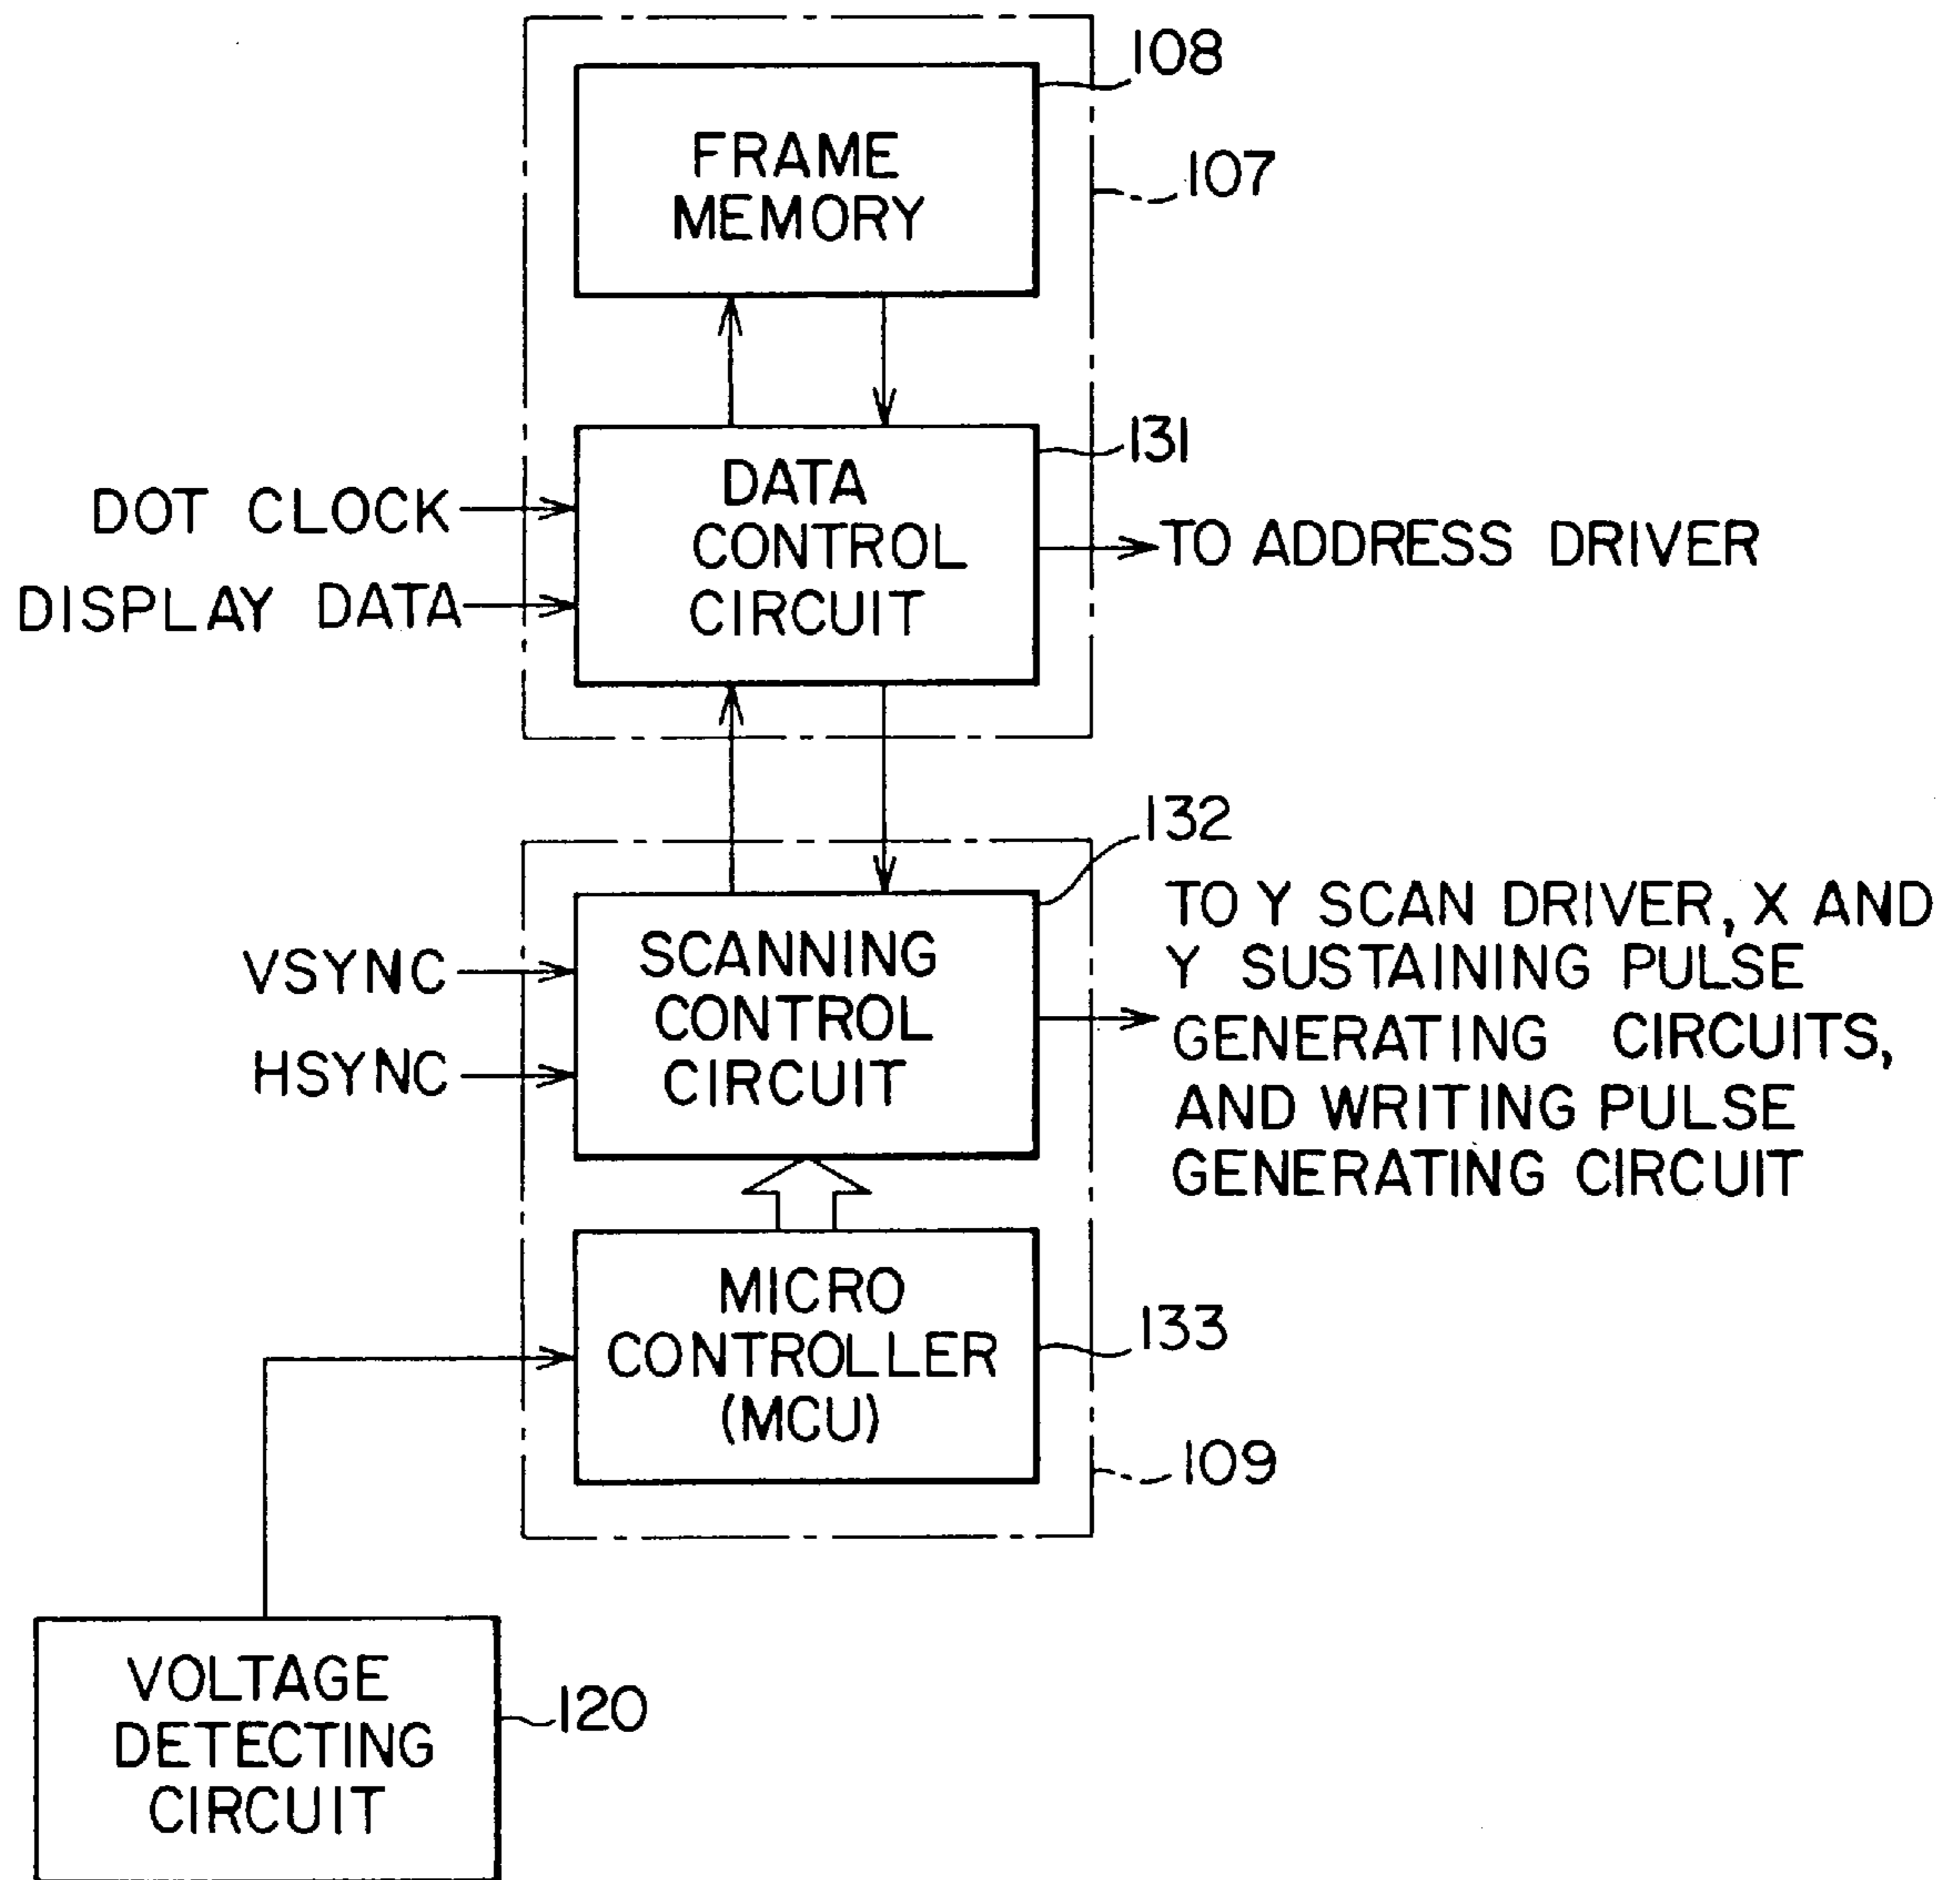 108
FRAME
MEMORY
107
131
DATA
CONTROL
CIRCUIT
DOT CLOCK
DISPLAY DATA
TO ADDRESS DRIVER
132
SCANNING
CONTROL
CIRCUIT
VSYNC
HSYNC
TO Y SCAN DRIVER, X AND
Y SUSTAINING PULSE
GENERATING CIRCUITS,
AND WRITING PULSE
GENERATING CIRCUIT
MICRO
CONTROLLER
(MCU)
133
109
VOLTAGE
DETECTING
CIRCUIT
120